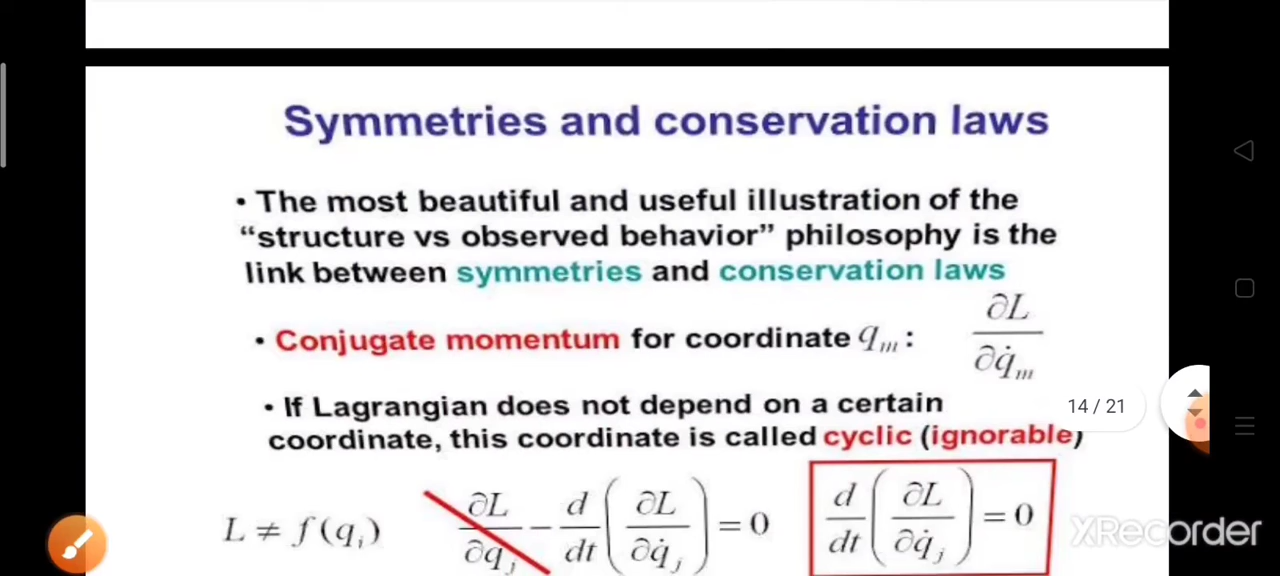 Symmetries and conservation laws
• The most beautiful and useful illustration of the
“structure vs observed behavior” philosophy is the
link between symmetries and conservation laws
• Conjugate momentum for coordinate q_m : ∂L/∂q̇_m
• If Lagrangian does not depend on a certain
14 / 21
coordinate, this coordinate is called cyclic (ignorable)
L ≠ f(q_i) ∂L/∂q_j − d/dt(∂L/∂q̇_j) = 0 d/dt(∂L/∂q̇_j) = 0
XRecorder